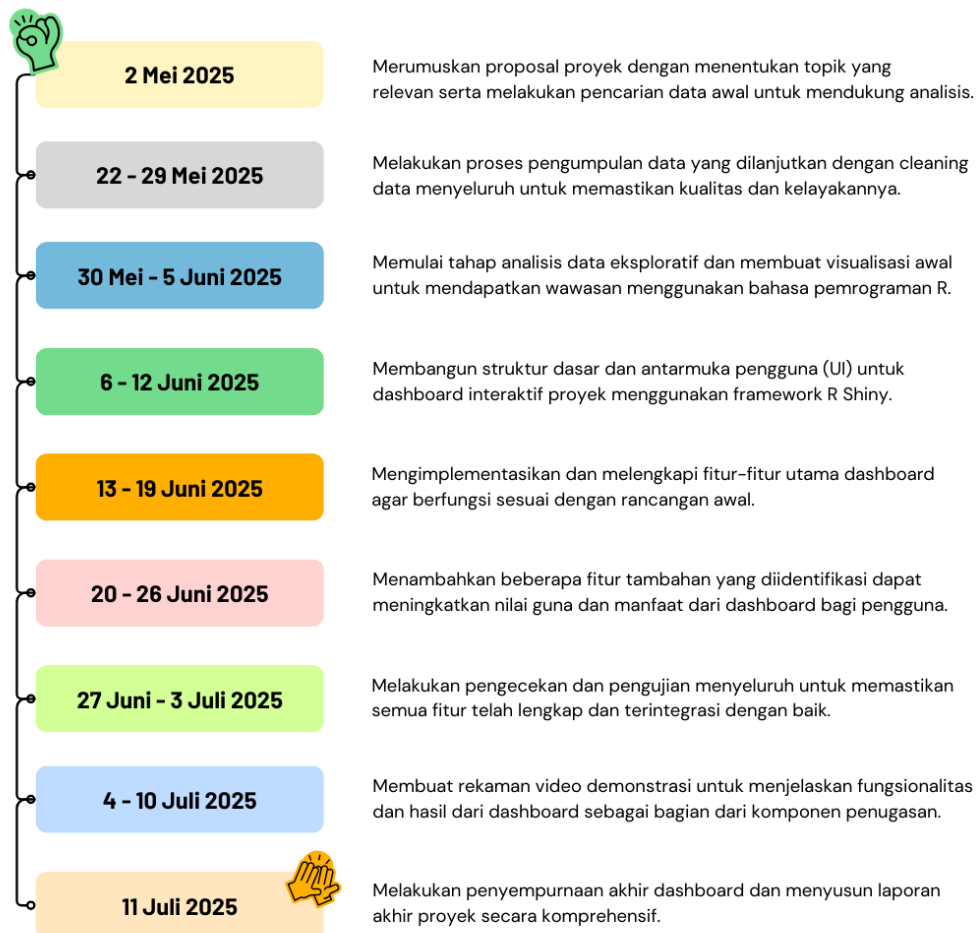 2 Mei 2025
Merumuskan proposal proyek dengan menentukan topik yang
relevan serta melakukan pencarian data awal untuk mendukung analisis.
22 - 29 Mei 2025
Melakukan proses pengumpulan data yang dilanjutkan dengan cleaning
data menyeluruh untuk memastikan kualitas dan kelayakannya.
30 Mei - 5 Juni 2025
Memulai tahap analisis data eksploratif dan membuat visualisasi awal
untuk mendapatkan wawasan menggunakan bahasa pemrograman R.
6 - 12 Juni 2025
Membangun struktur dasar dan antarmuka pengguna (UI) untuk
dashboard interaktif proyek menggunakan framework R Shiny.
13 - 19 Juni 2025
Mengimplementasikan dan melengkapi fitur-fitur utama dashboard
agar berfungsi sesuai dengan rancangan awal.
20 - 26 Juni 2025
Menambahkan beberapa fitur tambahan yang diidentifikasi dapat
meningkatkan nilai guna dan manfaat dari dashboard bagi pengguna.
27 Juni - 3 Juli 2025
Melakukan pengecekan dan pengujian menyeluruh untuk memastikan
semua fitur telah lengkap dan terintegrasi dengan baik.
4 - 10 Juli 2025
Membuat rekaman video demonstrasi untuk menjelaskan fungsionalitas
dan hasil dari dashboard sebagai bagian dari komponen penugasan.
11 Juli 2025
Melakukan penyempurnaan akhir dashboard dan menyusun laporan
akhir proyek secara komprehensif.